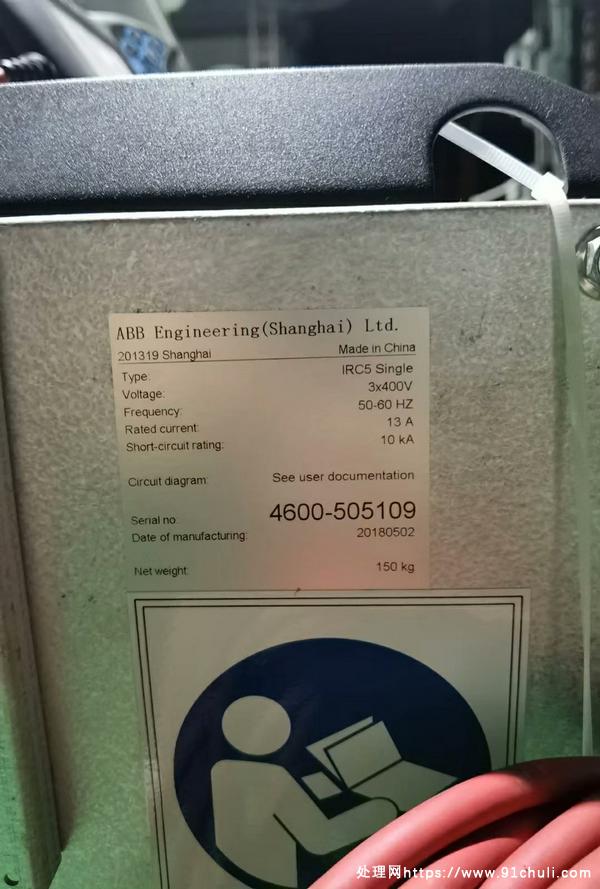 ABB Engineering(Shanghai) Ltd.
201319 Shanghai Made in China
Type: IRC5 Single
Voltage: 3x400V
Frequency: 50-60 HZ
Rated current: 13 A
Short-circuit rating: 10 kA
Circuit diagram: See user documentation
Serial no: 4600-505109
Date of manufacturing: 20180502
Net weight: 150 kg
处理网https://www.91chuli.com